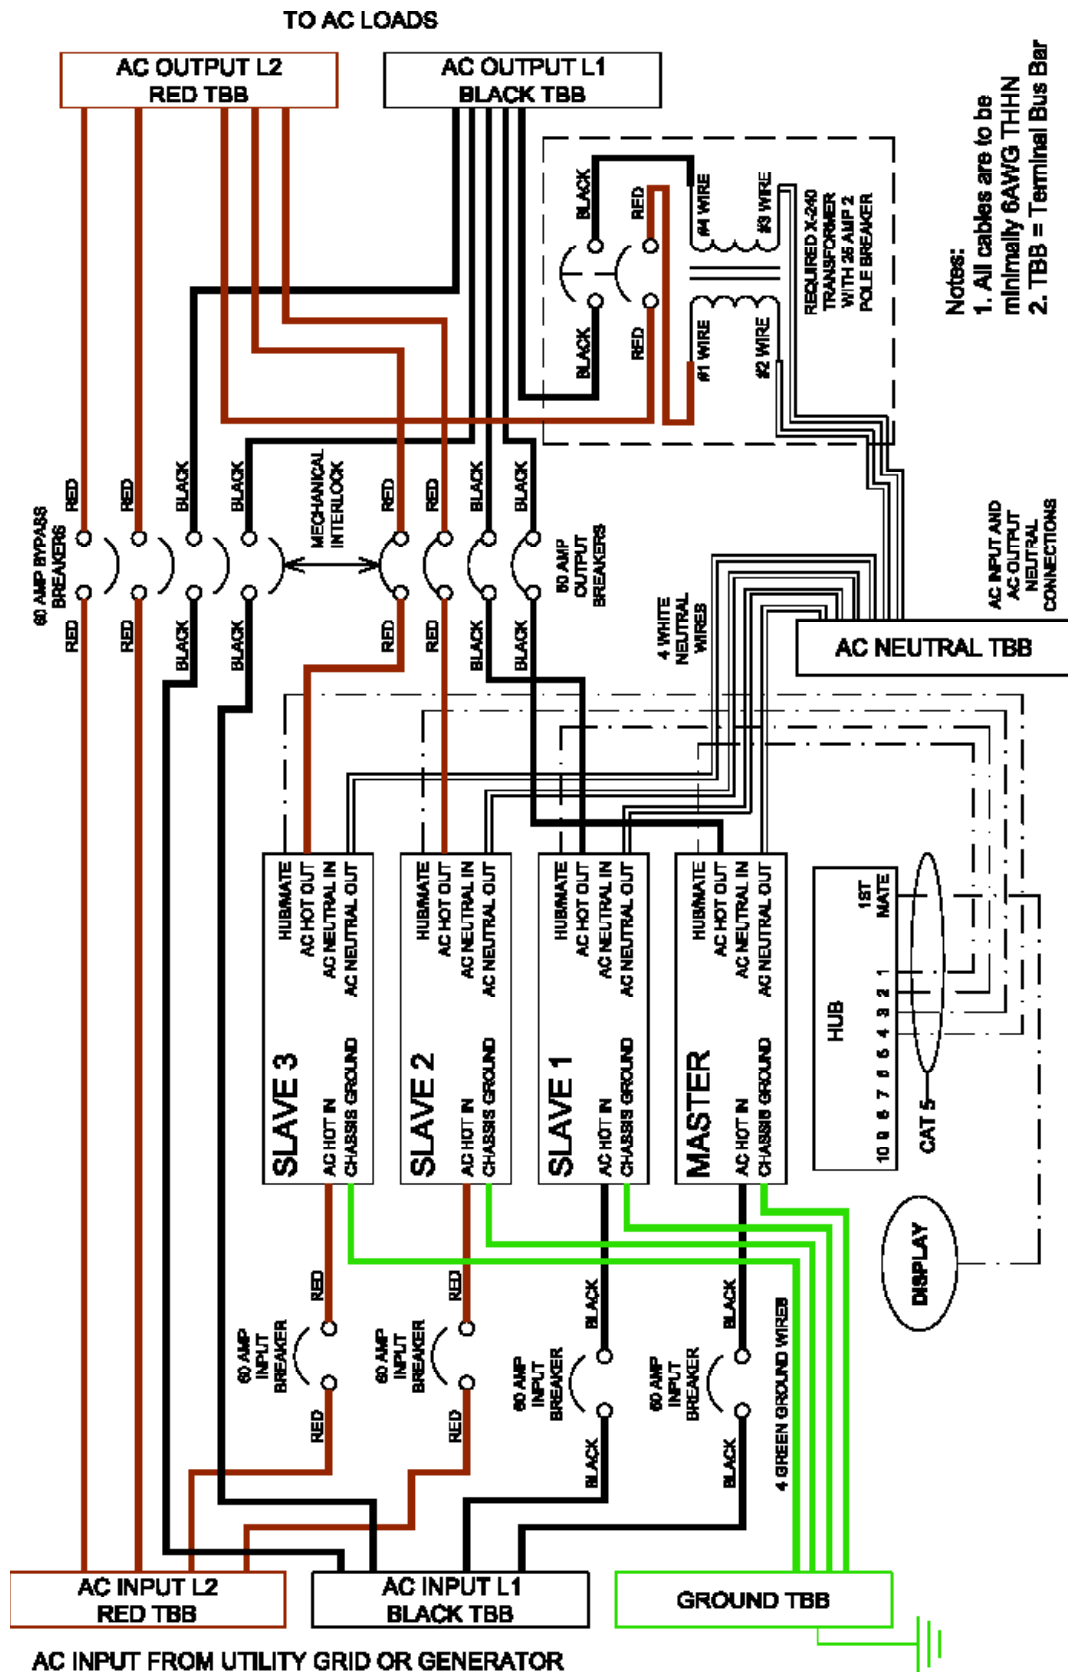 TO AC LOADS
AC OUTPUT L2
RED TBB
AC OUTPUT L1
BLACK TBB
Notes:
1. All cables are to be
minimally 6AWG THHN
2. TBB = Terminal Bus Bar
BLACK
RED
#4 WIRE
#3 WIRE
BLACK
RED
#1 WIRE
#2 WIRE
REQUIRED X-240
TRANSFORMER
WITH 25 AMP 2
POLE BREAKER
60 AMP BYPASS
BREAKERS
RED
RED
BLACK
BLACK
MECHANICAL
INTERLOCK
RED
RED
BLACK
BLACK
60 AMP
OUTPUT
BREAKERS
RED
RED
BLACK
BLACK
RED
RED
BLACK
BLACK
4 WHITE
NEUTRAL
WIRES
AC INPUT AND
AC OUTPUT
NEUTRAL
CONNECTIONS
AC NEUTRAL TBB
SLAVE 3
HUB/MATE
AC HOT OUT
AC NEUTRAL IN
AC NEUTRAL OUT
AC HOT IN
CHASSIS GROUND
SLAVE 2
HUB/MATE
AC HOT OUT
AC NEUTRAL IN
AC NEUTRAL OUT
AC HOT IN
CHASSIS GROUND
SLAVE 1
HUB/MATE
AC HOT OUT
AC NEUTRAL IN
AC NEUTRAL OUT
AC HOT IN
CHASSIS GROUND
MASTER
HUB/MATE
AC HOT OUT
AC NEUTRAL IN
AC NEUTRAL OUT
AC HOT IN
CHASSIS GROUND
HUB
1ST
MATE
10 9 8 7 6 5 4 3 2 1
CAT 5
DISPLAY
RED
60 AMP
INPUT
BREAKER
RED
RED
60 AMP
INPUT
BREAKER
RED
BLACK
60 AMP
INPUT
BREAKER
BLACK
BLACK
60 AMP
INPUT
BREAKER
BLACK
4 GREEN GROUND WIRES
AC INPUT L2
RED TBB
AC INPUT L1
BLACK TBB
GROUND TBB
AC INPUT FROM UTILITY GRID OR GENERATOR